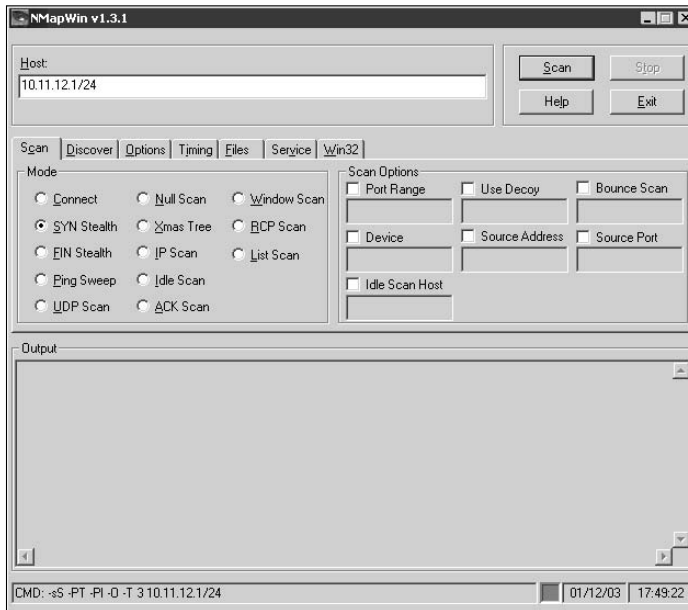 NMapWin v1.3.1
Host:
10.11.12.1/24
Scan
Stop
Help
Exit
Scan Discover Options Timing Files Service Win32
Mode
Connect Null Scan Window Scan
SYN Stealth Xmas Tree RCP Scan
FIN Stealth IP Scan List Scan
Ping Sweep Idle Scan
UDP Scan ACK Scan
Scan Options
Port Range Use Decoy Bounce Scan
Device Source Address Source Port
Idle Scan Host
Output
CMD: -sS -PT -PI -O -T 3 10.11.12.1/24 01/12/03 17:49:22